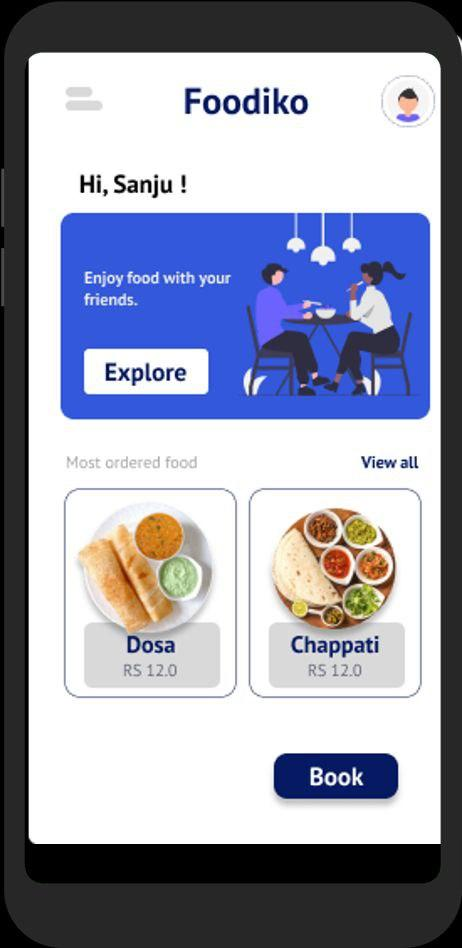 Foodiko
Hi, Sanju !
Enjoy food with your
friends.
Explore
Most ordered food
View all
Dosa
RS 12.0
Chappati
RS 12.0
Book